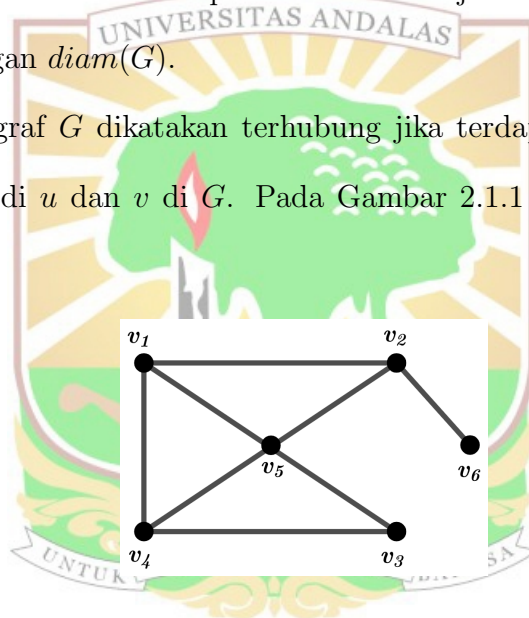 UNIVERSITAS ANDALAS
gan diam(G).
graf G dikatakan terhubung jika
di u dan v di G. Pada Gambar 2.1.1
v1
v2
v5
v6
v4
v3
UNTUK